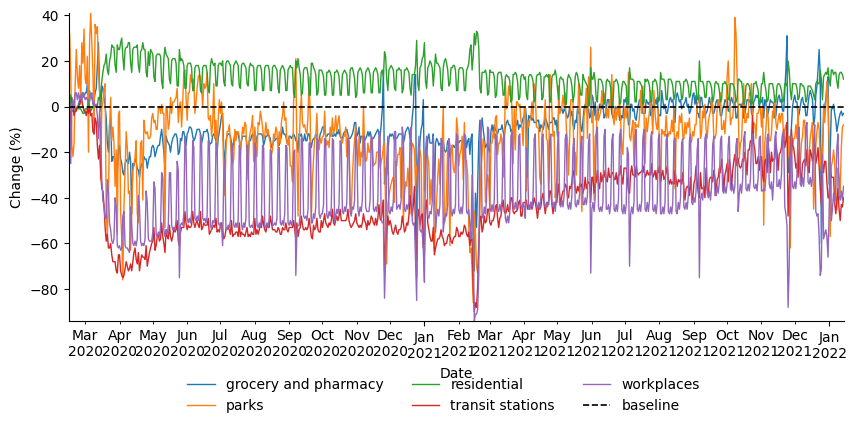 40
20
0
−20
−40
−60
−80
Change (%)
Mar Apr May Jun Jul Aug Sep Oct Nov Dec Jan Feb Mar Apr May Jun Jul Aug Sep Oct Nov Dec Jan
2020 2020 2020 2020 2020 2020 2020 2020 2020 2020 2021 2021 2021 2021 2021 2021 2021 2021 2021 2021 2021 2021 2022
Date
grocery and pharmacy residential workplaces
parks transit stations baseline